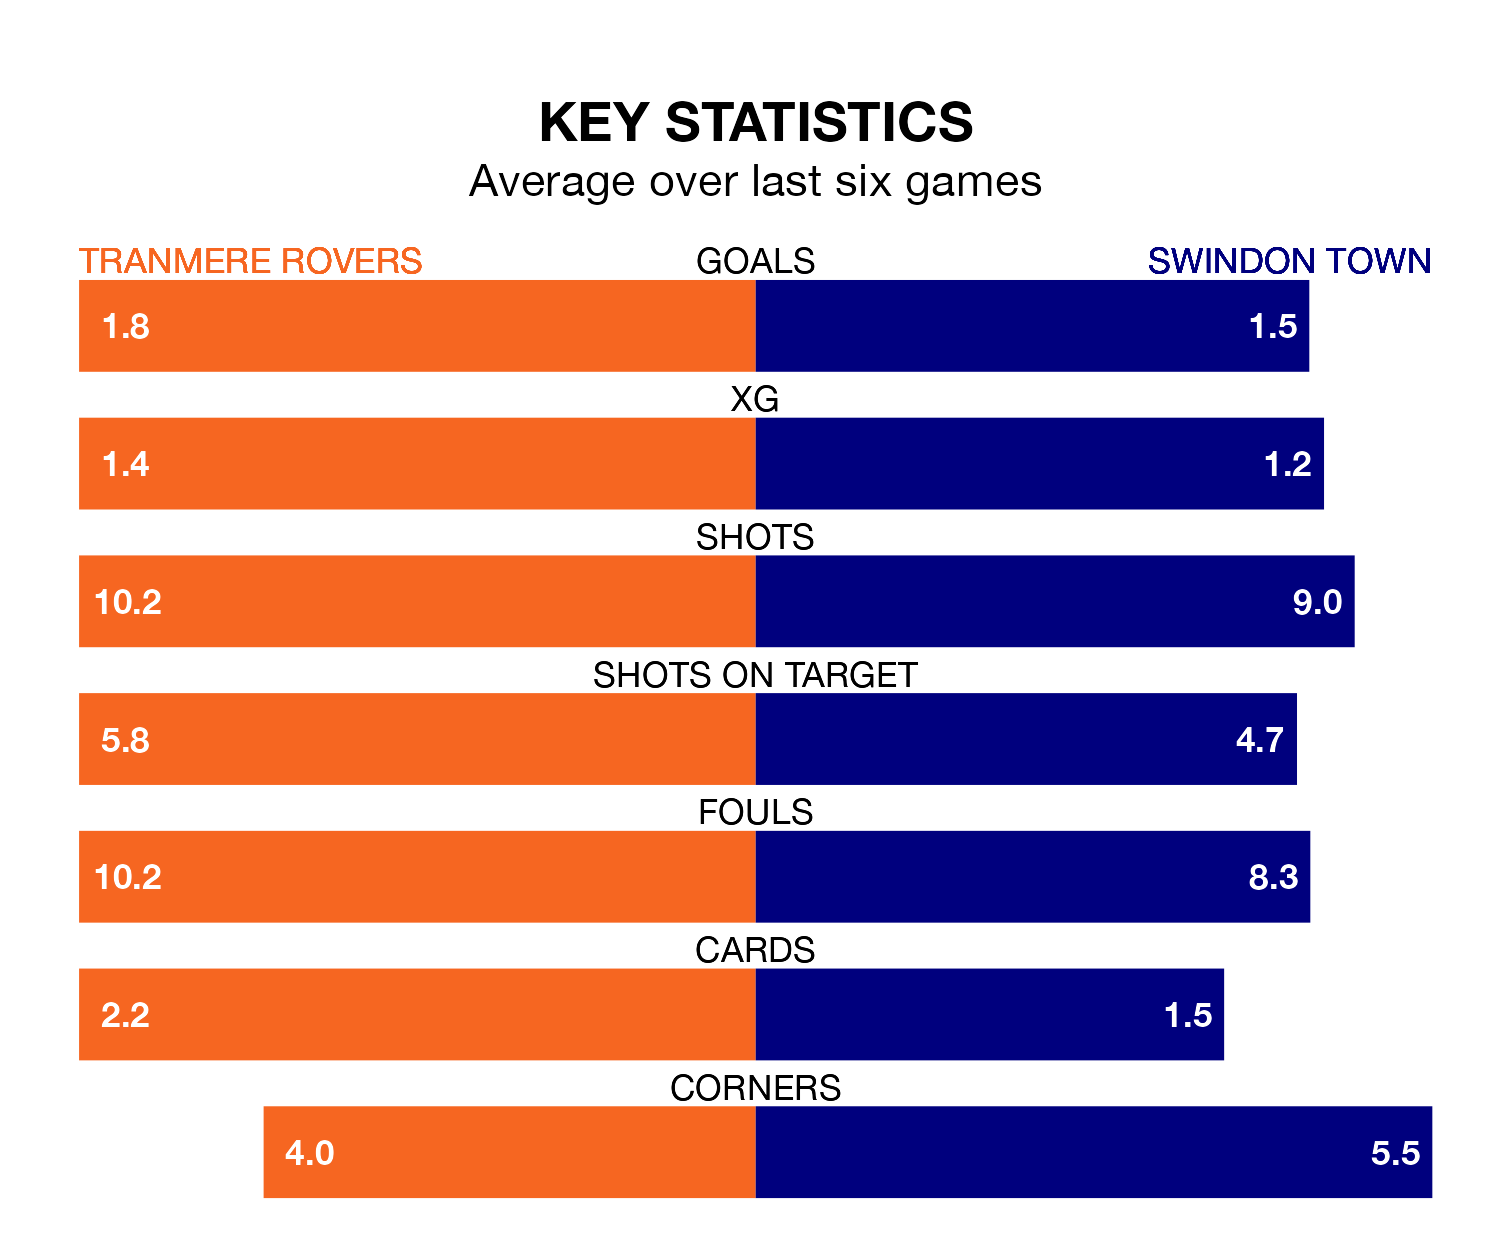 KEY STATISTICS
Average over last six games
TRANMERE ROVERS GOALS SWINDON TOWN
1.8 1.5
XG
1.4 1.2
SHOTS
10.2 9.0
SHOTS ON TARGET
5.8 4.7
FOULS
10.2 8.3
CARDS
2.2 1.5
CORNERS
4.0 5.5